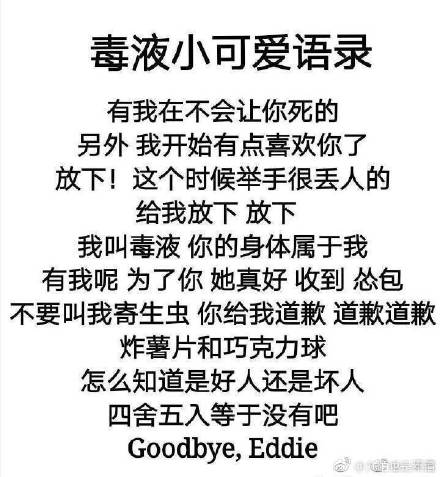 毒液小可爱语录
有我在不会让你死的
另外 我开始有点喜欢你了
放下！这个时候举手很丢人的
给我放下 放下
我叫毒液 你的身体属于我
有我呢 为了你 她真好 收到 怂包
不要叫我寄生虫 你给我道歉 道歉道歉
炸薯片和巧克力球
怎么知道是好人还是坏人
四舍五入等于没有吧
Goodbye, Eddie